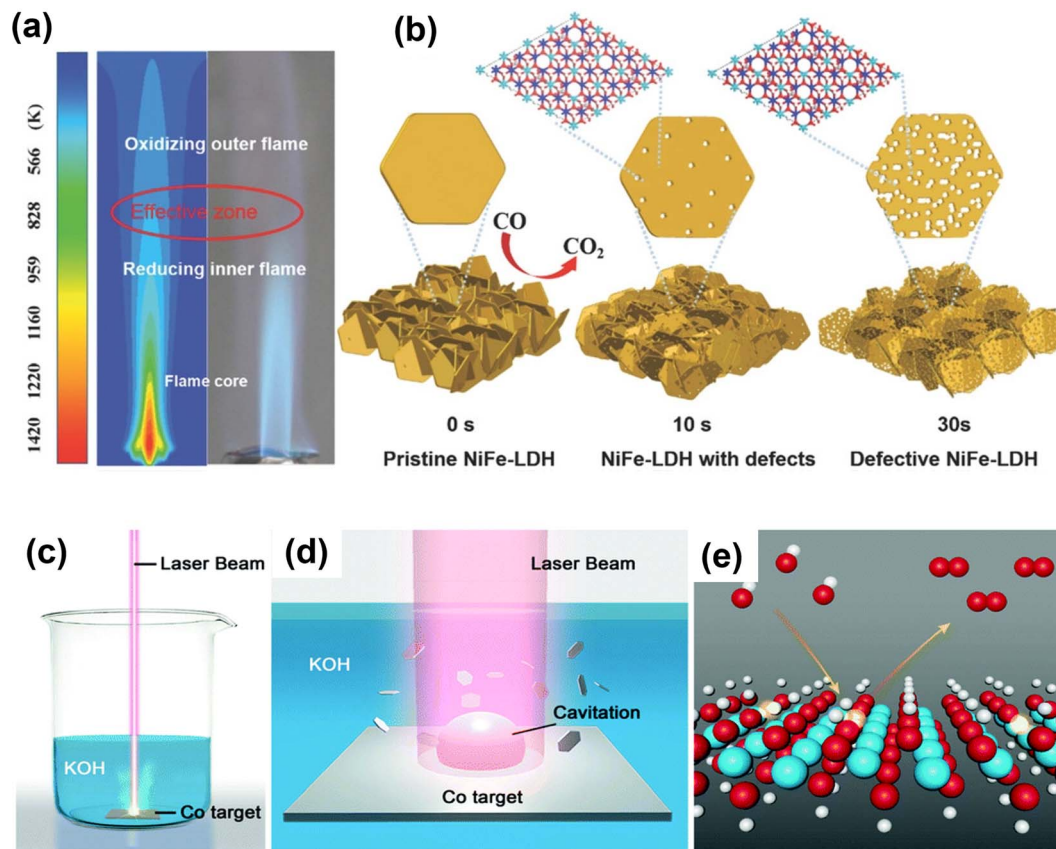 (a)
(K)
566
828
959
1160
1220
1420
Oxidizing outer flame
Effective zone
Reducing inner flame
Flame core
(b)
CO
CO₂
0 s
10 s
30s
Pristine NiFe-LDH
NiFe-LDH with defects
Defective NiFe-LDH
(c)
Laser Beam
KOH
Co target
(d)
Laser Beam
KOH
Cavitation
Co target
(e)